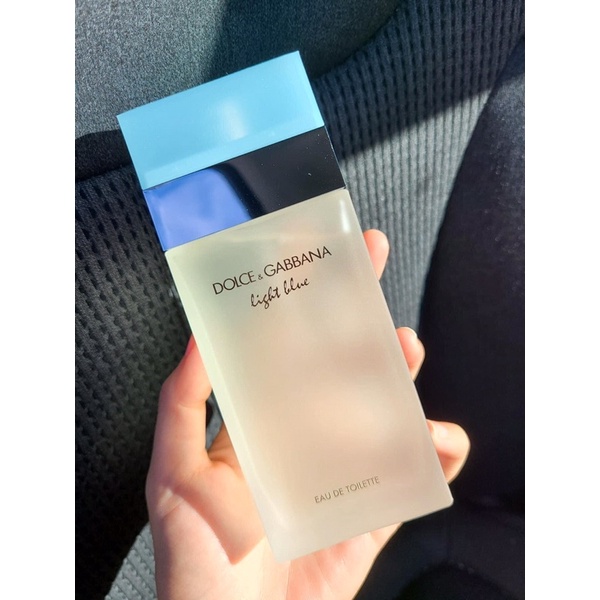 DOLCE & GABBANA
light blue
EAU DE TOILETTE